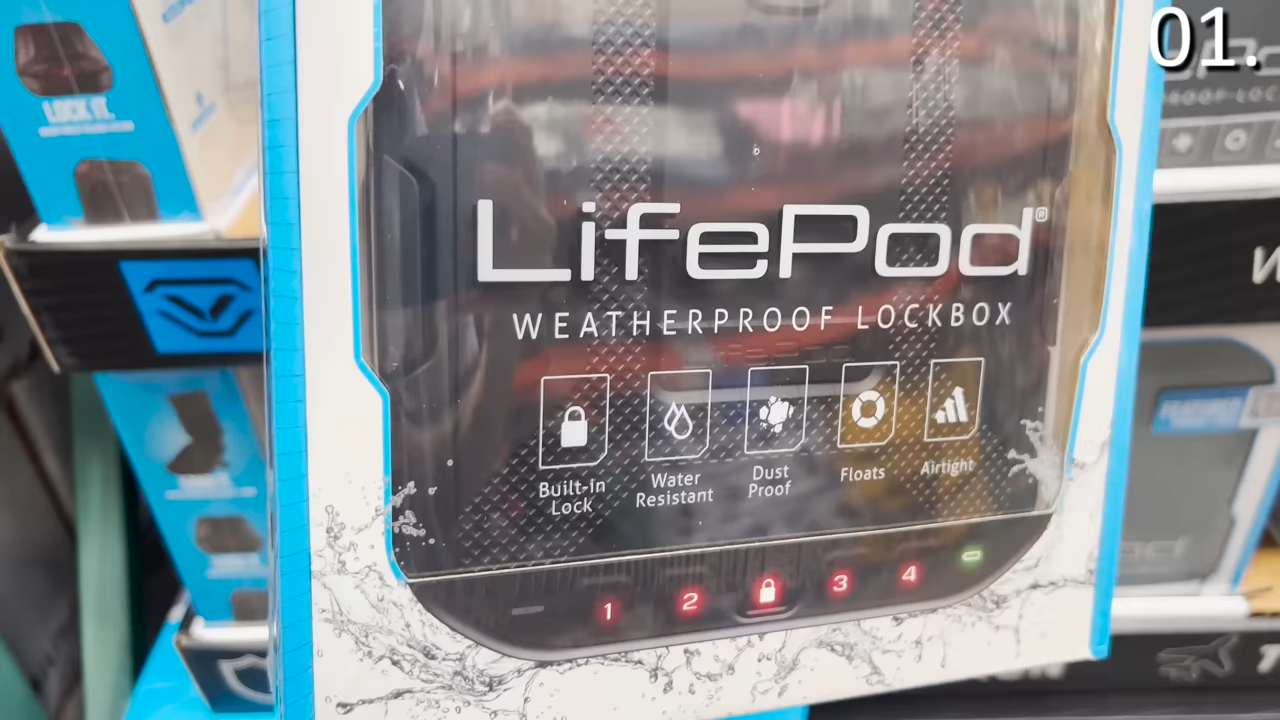 01.
LOCK IT.
LifePod®
WEATHERPROOF LOCKBOX
Built-in
Lock
Water
Resistant
Dust
Proof
Floats
Airtight
1 2 3 4